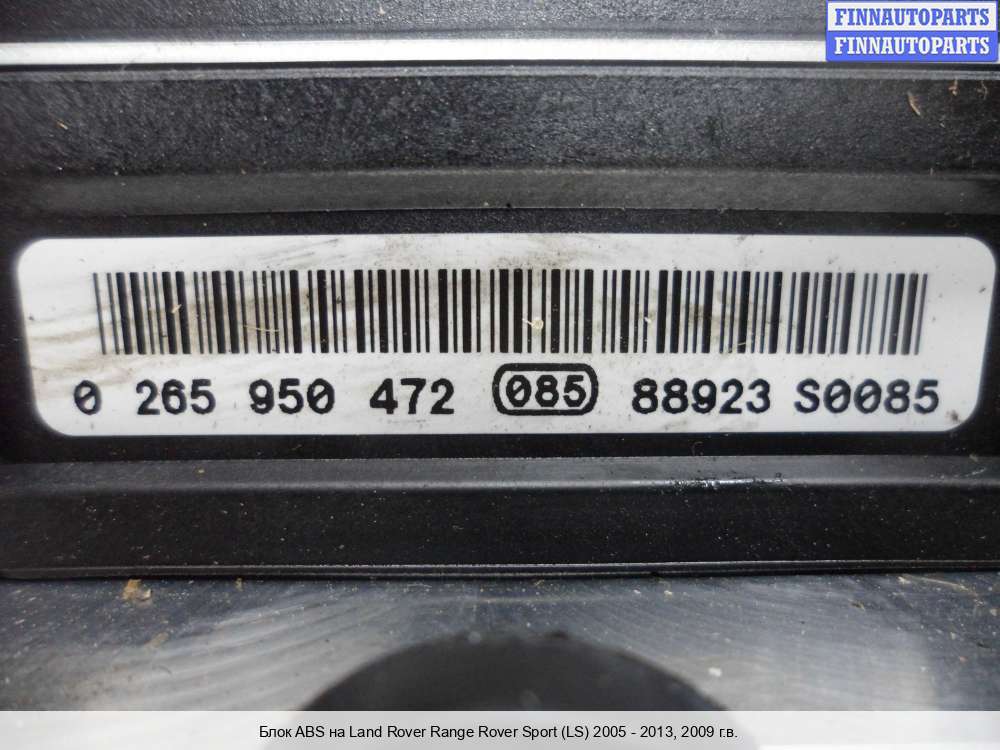 FINNAUTOPARTS
FINNAUTOPARTS
0 265 950 472 085 88923 S0085
Блок ABS на Land Rover Range Rover Sport (LS) 2005 - 2013, 2009 г.в.